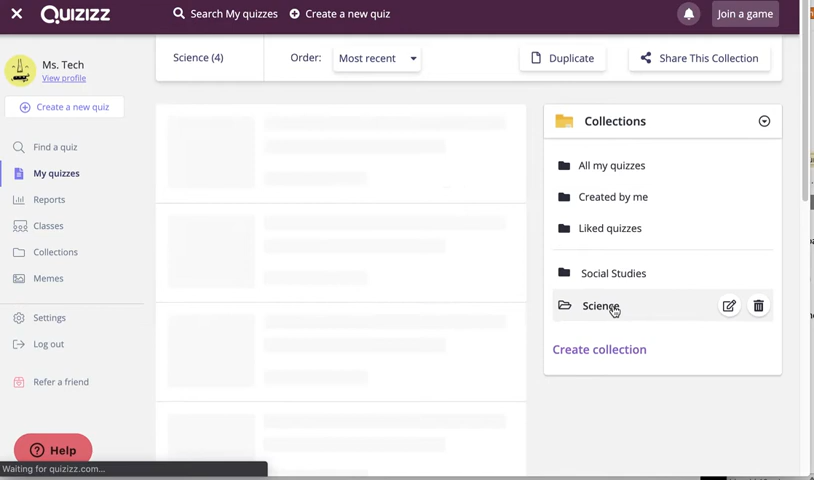 QUIZIZZ
Search My quizzes
Create a new quiz
Join a game
Ms. Tech
View profile
Create a new quiz
Find a quiz
My quizzes
Reports
Classes
Collections
Memes
Settings
Log out
Refer a friend
Help
Waiting for quizizz.com...
Science (4)
Order:
Most recent
Duplicate
Share This Collection
Collections
All my quizzes
Created by me
Liked quizzes
Social Studies
Science
Create collection